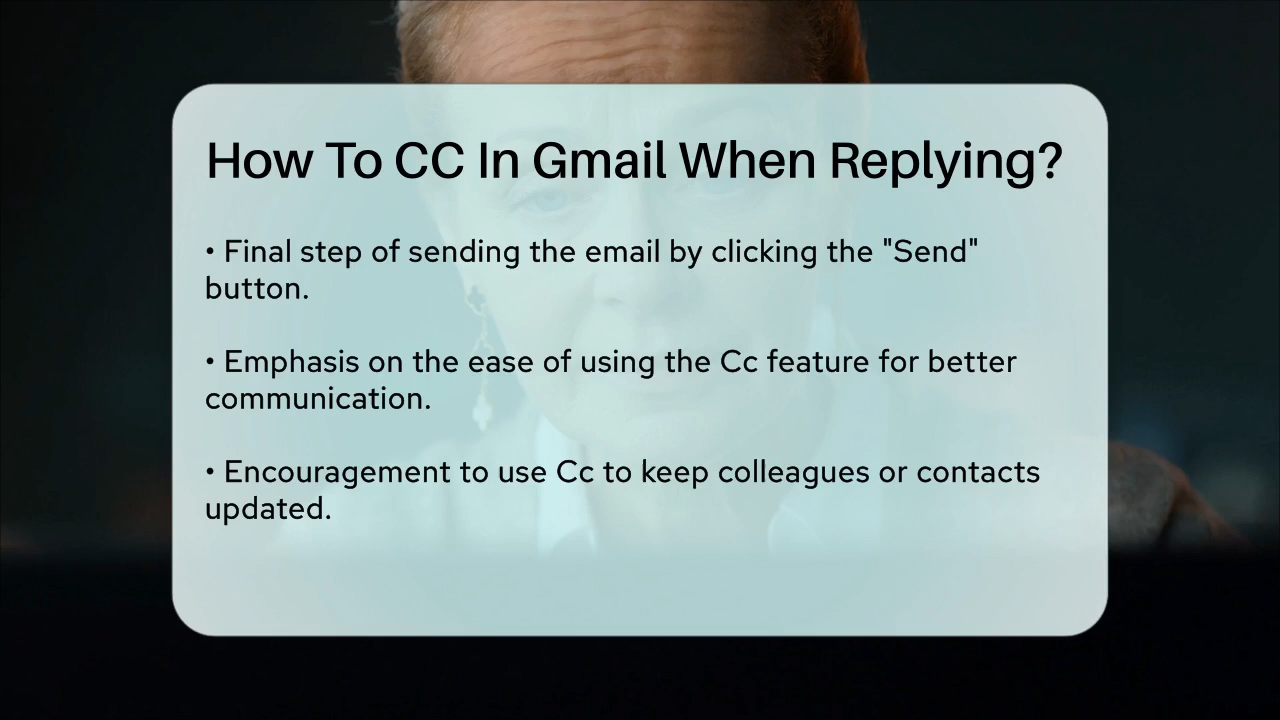 How To CC In Gmail When Replying?
• Final step of sending the email by clicking the "Send"
button.
• Emphasis on the ease of using the Cc feature for better
communication.
• Encouragement to use Cc to keep colleagues or contacts
updated.